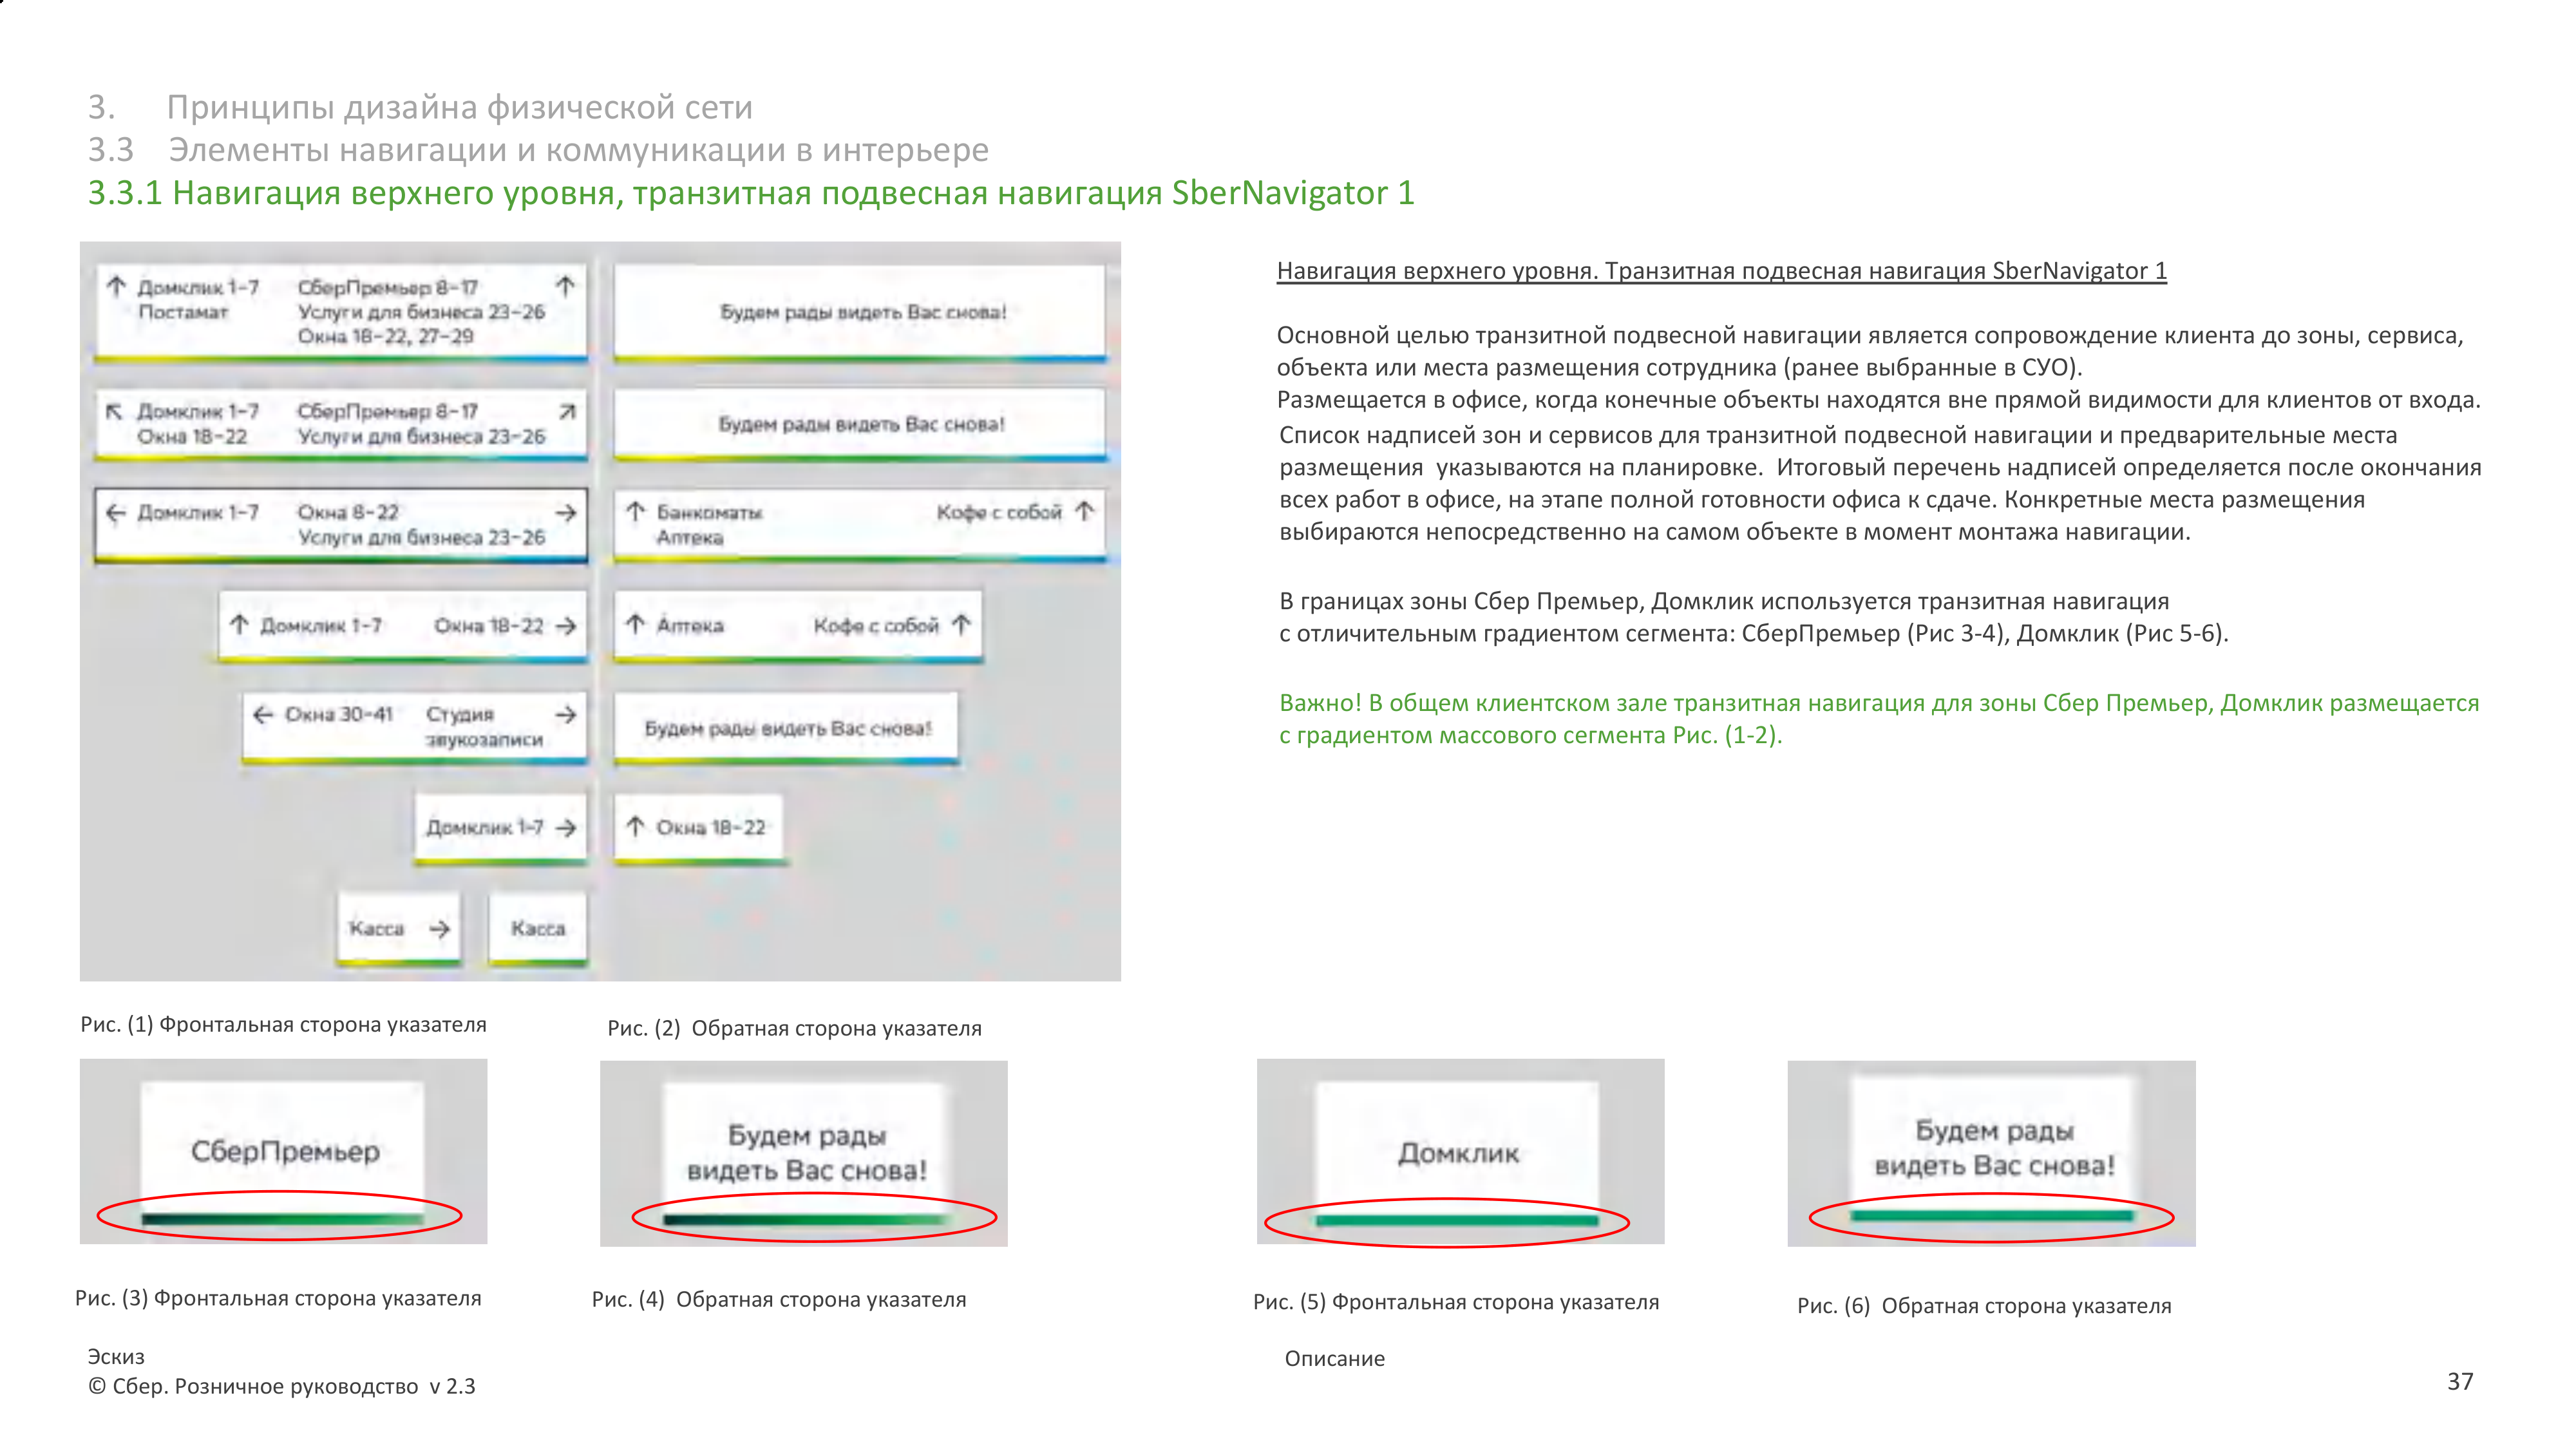 3. Принципы дизайна физической сети
3.3 Элементы навигации и коммуникации в интерьере
3.3.1 Навигация верхнего уровня, транзитная подвесная навигация SberNavigator 1
↑ Домклик 1-7 СберПремьер 8-17 ↑
Постамат Услуги для бизнеса 23-26
Окна 18-22, 27-29
Будем рады видеть Вас снова!
↖ Домклик 1-7 СберПремьер 8-17 ↗
Окна 18-22 Услуги для бизнеса 23-26
Будем рады видеть Вас снова!
← Домклик 1-7 Окна 8-22 →
Услуги для бизнеса 23-26
↑ Банкоматы Кофе с собой ↑
Аптека
↑ Домклик 1-7 Окна 18-22 →
↑ Аптека Кофе с собой ↑
← Окна 30-41 Студия →
звукозаписи
Будем рады видеть Вас снова!
Домклик 1-7 →
↑ Окна 18-22
Касса →
Касса
Навигация верхнего уровня. Транзитная подвесная навигация SberNavigator 1
Основной целью транзитной подвесной навигации является сопровождение клиента до зоны, сервиса,
объекта или места размещения сотрудника (ранее выбранные в СУО).
Размещается в офисе, когда конечные объекты находятся вне прямой видимости для клиентов от входа.
Список надписей зон и сервисов для транзитной подвесной навигации и предварительные места
размещения указываются на планировке. Итоговый перечень надписей определяется после окончания
всех работ в офисе, на этапе полной готовности офиса к сдаче. Конкретные места размещения
выбираются непосредственно на самом объекте в момент монтажа навигации.
В границах зоны Сбер Премьер, Домклик используется транзитная навигация
с отличительным градиентом сегмента: СберПремьер (Рис 3-4), Домклик (Рис 5-6).
Важно! В общем клиентском зале транзитная навигация для зоны Сбер Премьер, Домклик размещается
с градиентом массового сегмента Рис. (1-2).
Рис. (1) Фронтальная сторона указателя
Рис. (2) Обратная сторона указателя
СберПремьер
Будем рады
видеть Вас снова!
Домклик
Будем рады
видеть Вас снова!
Рис. (3) Фронтальная сторона указателя
Рис. (4) Обратная сторона указателя
Рис. (5) Фронтальная сторона указателя
Рис. (6) Обратная сторона указателя
Эскиз
Описание
© Сбер. Розничное руководство v 2.3
37